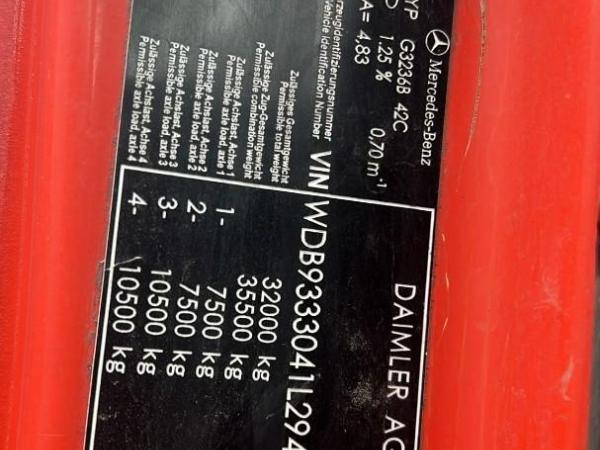 Mercedes-Benz
DAIMLER AG
TYP G3236B 42C
1.25 % 0,70 m-1
A= 4,83
Fahrzeugidentifizierungsnummer
Vehicle Identification Number VIN WDB9333041L294
Zulässiges Gesamtgewicht
Permissible total weight 32000 kg
Zulässige Zug-Gesamtgewicht
Permissible combination weight 35500 kg
Zulässige Achslast, Achse 1
Permissible axle load, axle 1 1- 7500 kg
Zulässige Achslast, Achse 2
Permissible axle load, axle 2 2- 7500 kg
Zulässige Achslast, Achse 3
Permissible axle load, axle 3 3- 10500 kg
Zulässige Achslast, Achse 4
Permissible axle load, axle 4 4- 10500 kg